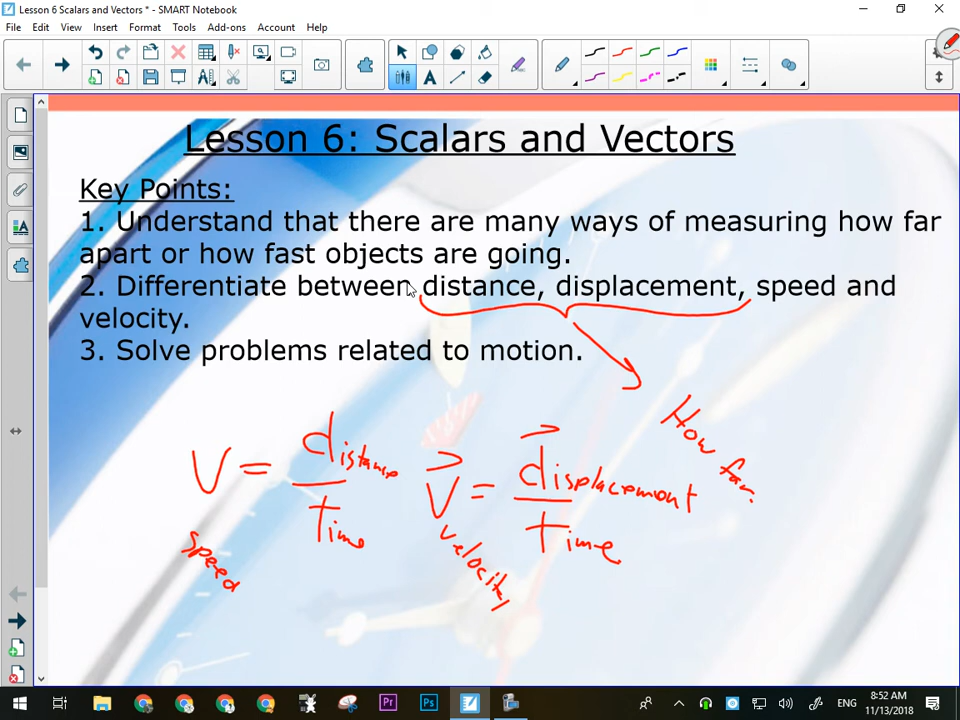 Lesson 6 Scalars and Vectors * - SMART Notebook
File Edit View Insert Format Tools Add-ons Account Help
Lesson 6: Scalars and Vectors
Key Points:
1. Understand that there are many ways of measuring how far
apart or how fast objects are going.
2. Differentiate between distance, displacement, speed and
velocity.
3. Solve problems related to motion.
How far.
V = distance
Time
speed
V = displacement
Time
velocity
ENG
8:52 AM
11/13/2018
Pr
Ps